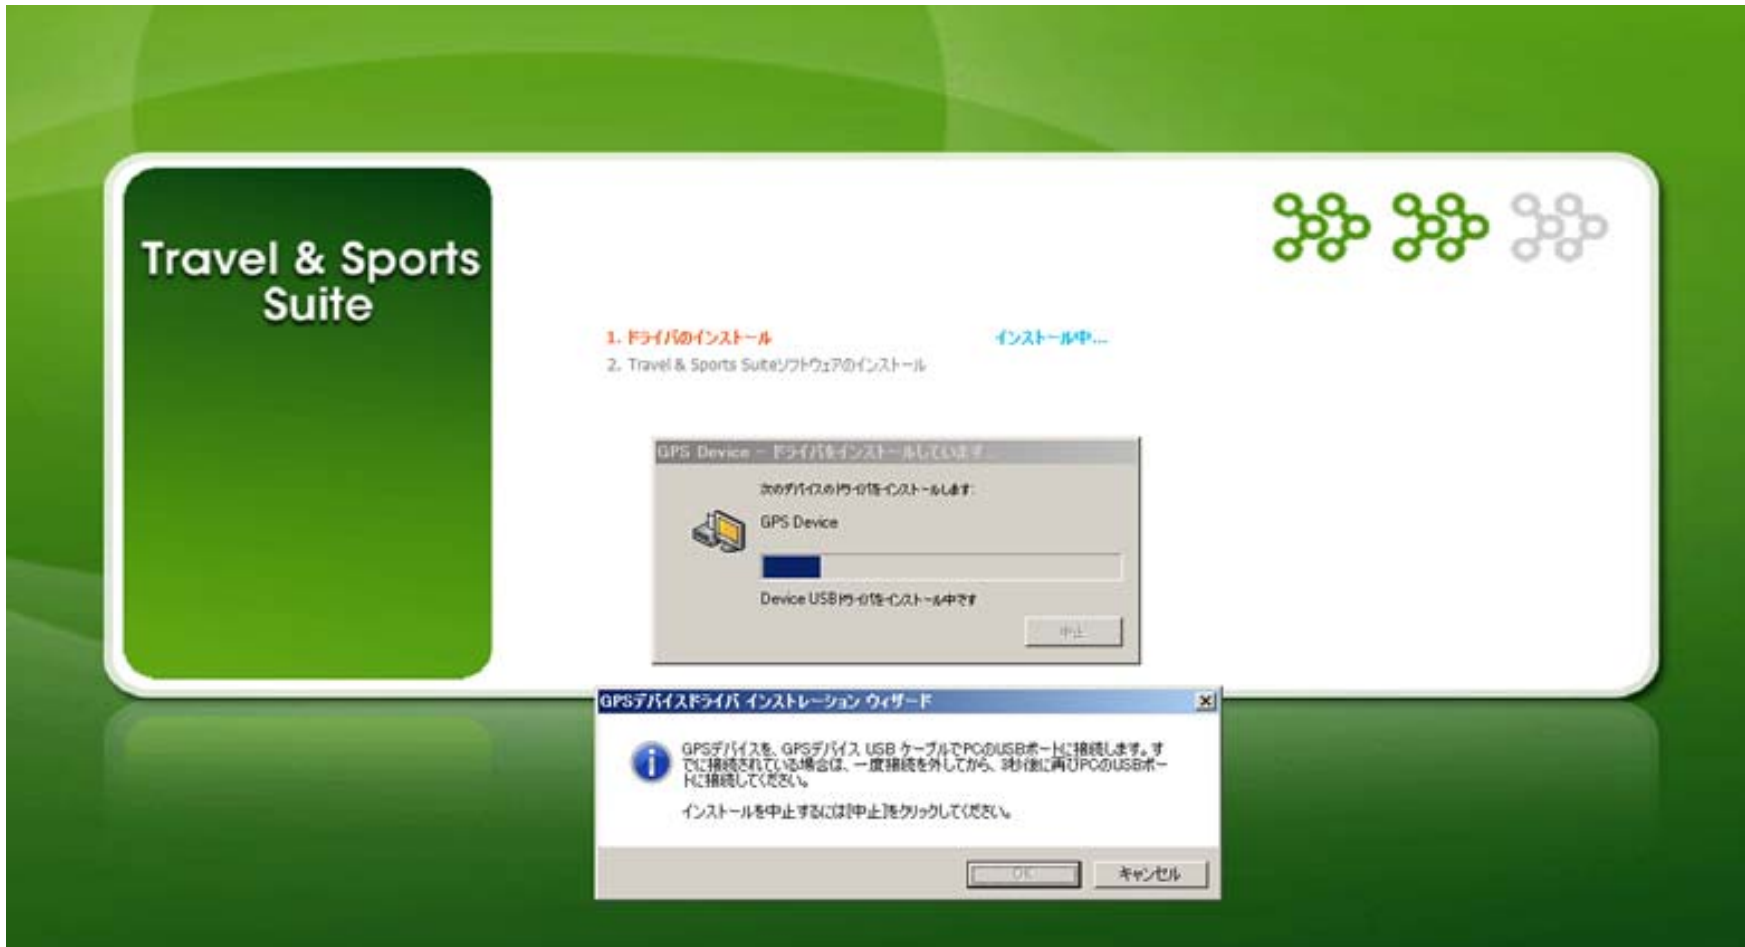 Travel & Sports
Suite
1. ドライバのインストール
インストール中...
2. Travel & Sports Suiteソフトウェアのインストール
GPS Device - ドライバをインストールしています...
次のデバイスのドライバをインストールします:
GPS Device
Device USBドライバをインストール中です
中止
GPSデバイスドライバ インストレーション ウィザード
GPSデバイスを、GPSデバイス USB ケーブルでPCのUSBポートに接続します。す
でに接続されている場合は、一度接続を外してから、3秒後に再びPCのUSBポー
トに接続してください。
インストールを中止するには[中止]をクリックしてください。
OK
キャンセル